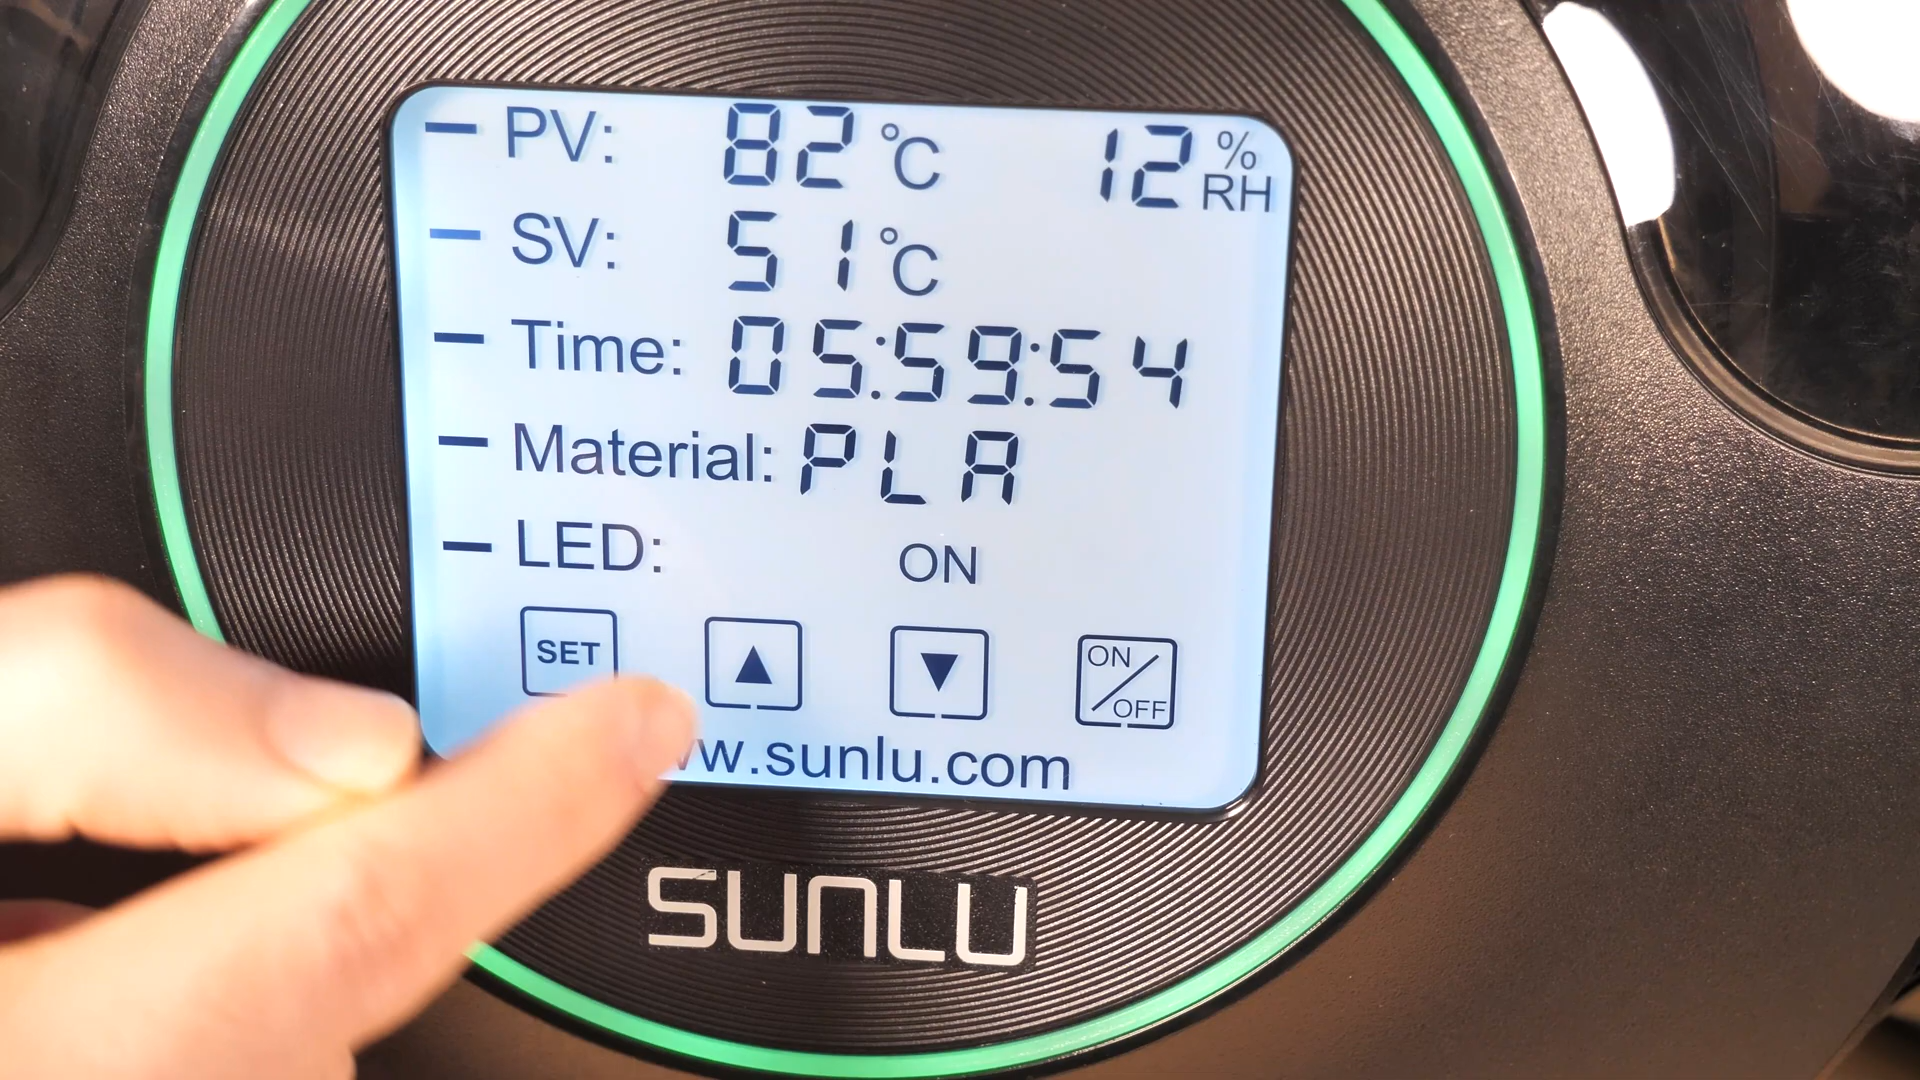 PV: 82 °C 12 % RH
SV: 51 °C
Time: 05:59:54
Material: PLA
LED: ON
SET ▲ ▼ ON/OFF
w.sunlu.com
SUNLU